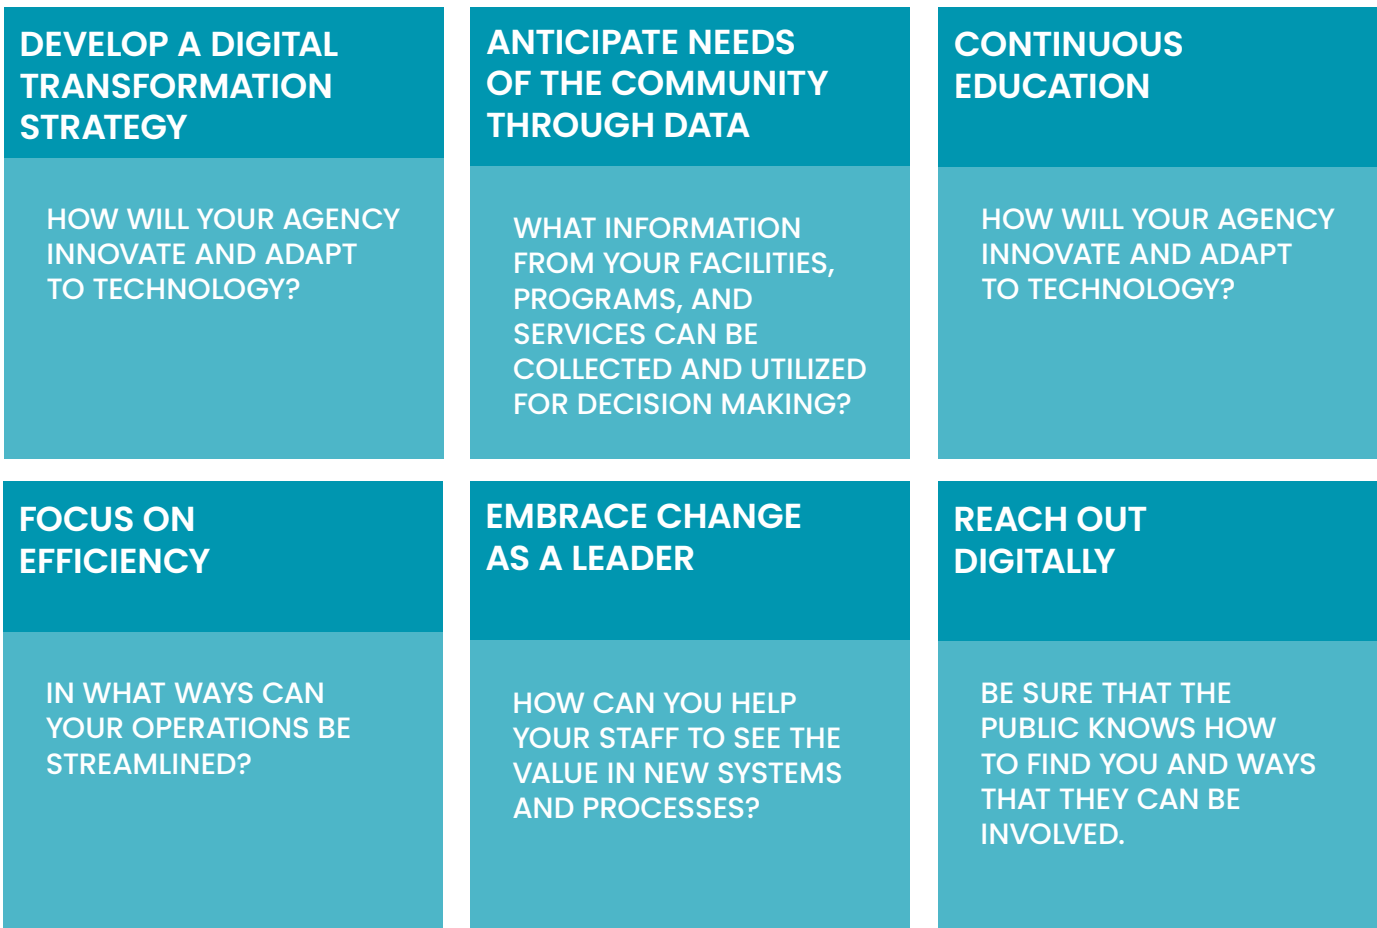 DEVELOP A DIGITAL
TRANSFORMATION
STRATEGY
HOW WILL YOUR AGENCY
INNOVATE AND ADAPT
TO TECHNOLOGY?
ANTICIPATE NEEDS
OF THE COMMUNITY
THROUGH DATA
WHAT INFORMATION
FROM YOUR FACILITIES,
PROGRAMS, AND
SERVICES CAN BE
COLLECTED AND UTILIZED
FOR DECISION MAKING?
CONTINUOUS
EDUCATION
HOW WILL YOUR AGENCY
INNOVATE AND ADAPT
TO TECHNOLOGY?
FOCUS ON
EFFICIENCY
IN WHAT WAYS CAN
YOUR OPERATIONS BE
STREAMLINED?
EMBRACE CHANGE
AS A LEADER
HOW CAN YOU HELP
YOUR STAFF TO SEE THE
VALUE IN NEW SYSTEMS
AND PROCESSES?
REACH OUT
DIGITALLY
BE SURE THAT THE
PUBLIC KNOWS HOW
TO FIND YOU AND WAYS
THAT THEY CAN BE
INVOLVED.